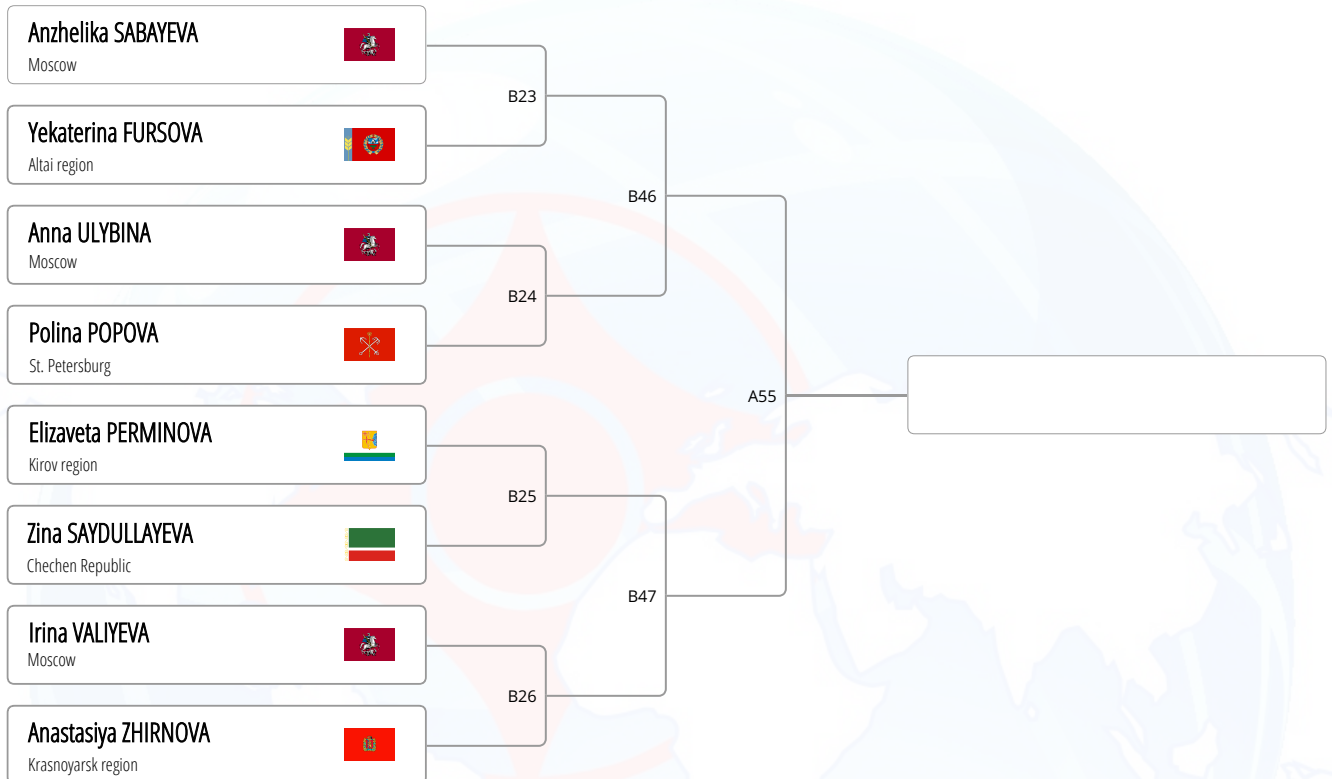 Anzhelika SABAYEVA
Moscow
B23
Yekaterina FURSOVA
Altai region
B46
Anna ULYBINA
Moscow
B24
Polina POPOVA
St. Petersburg
A55
Elizaveta PERMINOVA
Kirov region
B25
Zina SAYDULLAYEVA
Chechen Republic
B47
Irina VALIYEVA
Moscow
B26
Anastasiya ZHIRNOVA
Krasnoyarsk region